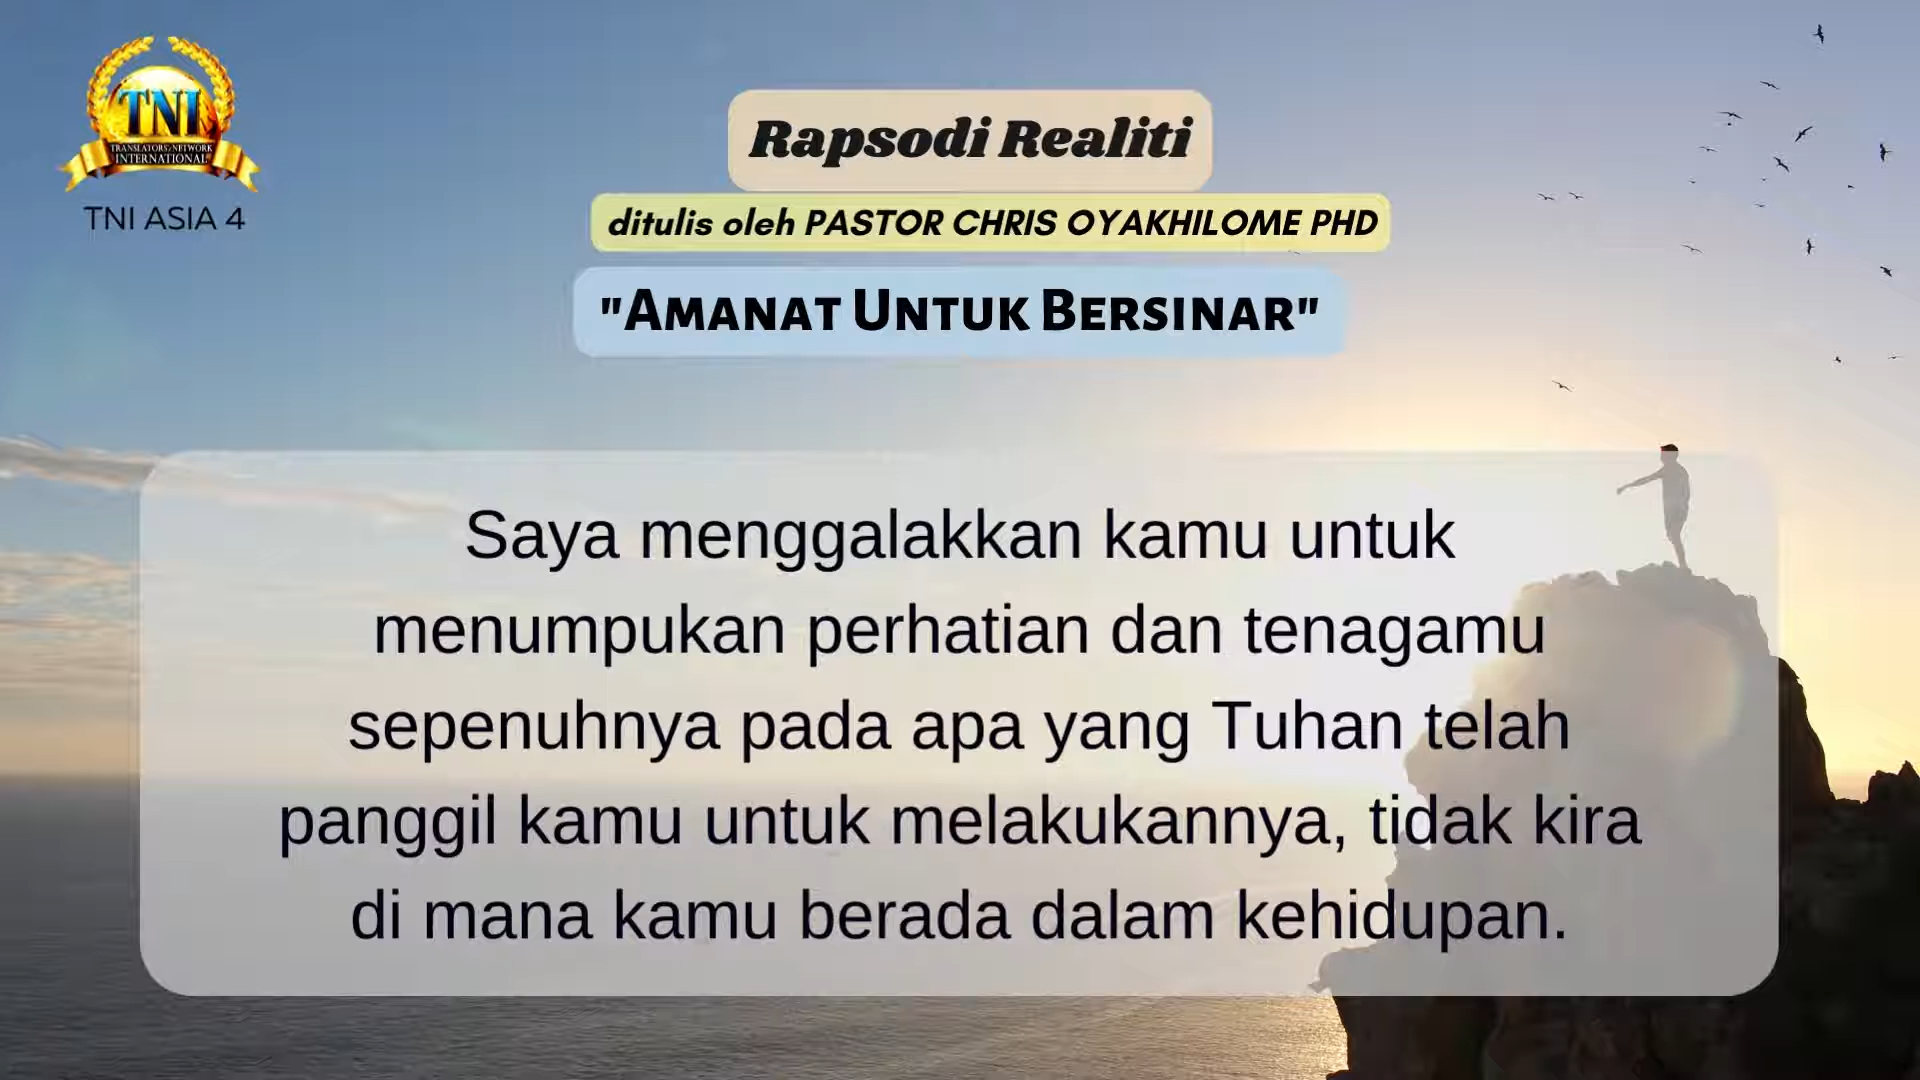 TNI
TRANSLATORS' NETWORK
INTERNATIONAL
TNI ASIA 4
Rapsodi Realiti
ditulis oleh PASTOR CHRIS OYAKHILOME PHD
"Amanat Untuk Bersinar"
Saya menggalakkan kamu untuk
menumpukan perhatian dan tenagamu
sepenuhnya pada apa yang Tuhan telah
panggil kamu untuk melakukannya, tidak kira
di mana kamu berada dalam kehidupan.